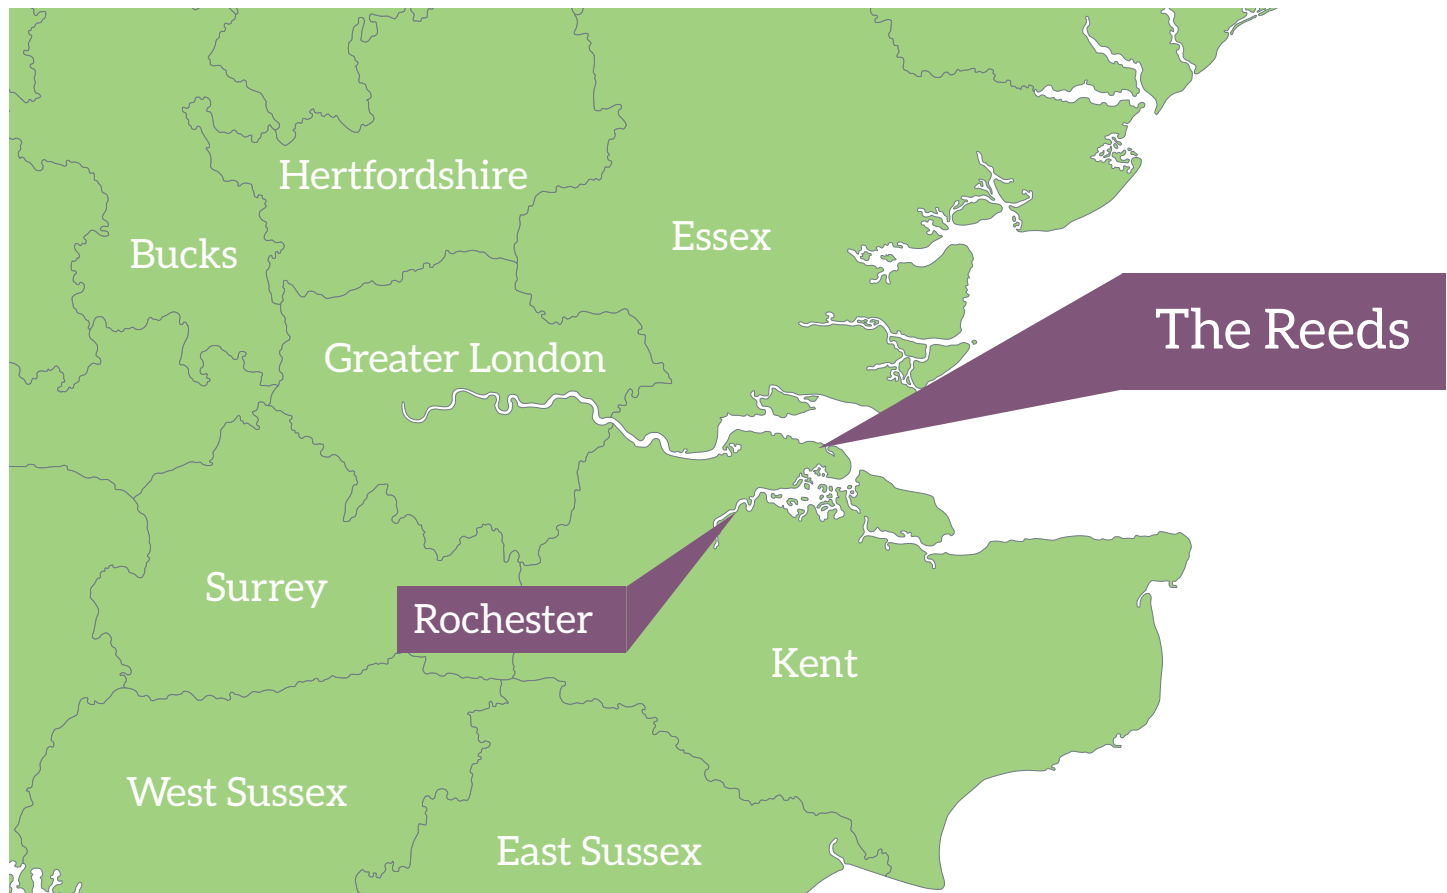 Hertfordshire
Essex
Bucks
The Reeds
Greater London
Surrey
Rochester
Kent
West Sussex
East Sussex